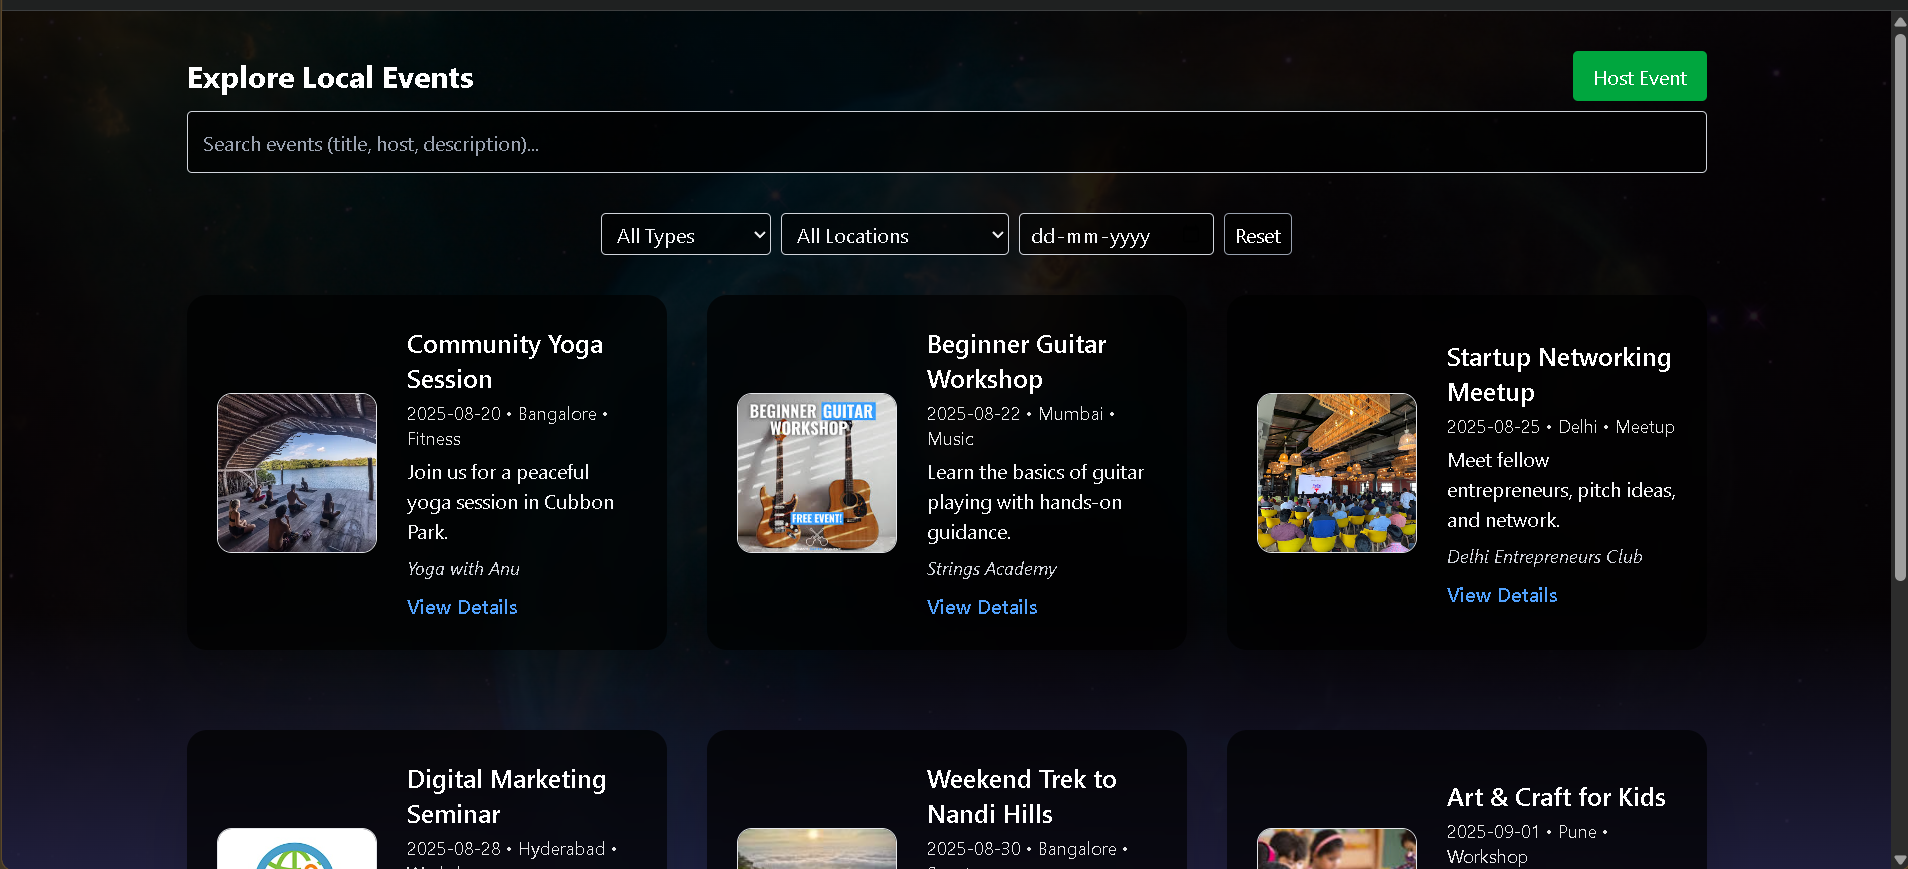 Explore Local Events
Host Event
Search events (title, host, description)...
All Types
All Locations
dd-mm-yyyy
Reset
Community Yoga
Session
2025-08-20 • Bangalore •
Fitness
Join us for a peaceful
yoga session in Cubbon
Park.
Yoga with Anu
View Details
BEGINNER GUITAR
WORKSHOP
FREE EVENT!
Beginner Guitar
Workshop
2025-08-22 • Mumbai •
Music
Learn the basics of guitar
playing with hands-on
guidance.
Strings Academy
View Details
Startup Networking
Meetup
2025-08-25 • Delhi • Meetup
Meet fellow
entrepreneurs, pitch ideas,
and network.
Delhi Entrepreneurs Club
View Details
Digital Marketing
Seminar
2025-08-28 • Hyderabad •
Weekend Trek to
Nandi Hills
2025-08-30 • Bangalore •
Art & Craft for Kids
2025-09-01 • Pune •
Workshop